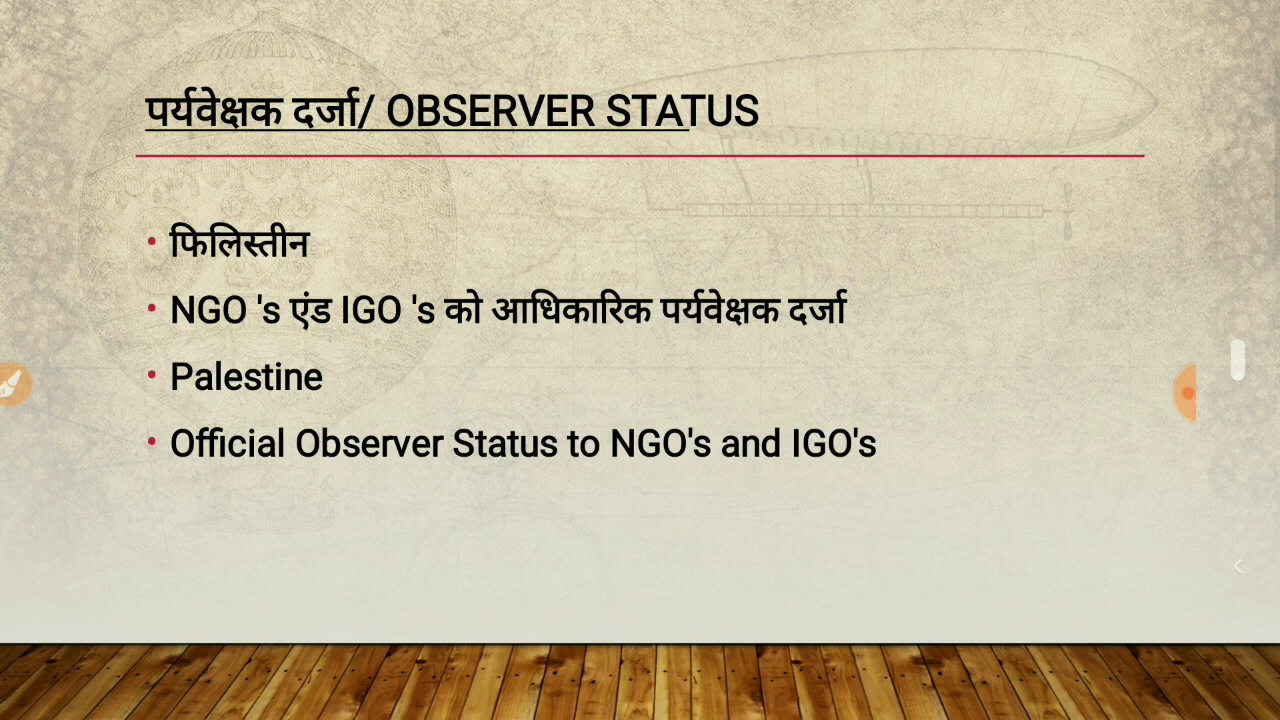 पर्यवेक्षक दर्जा/ OBSERVER STATUS
• फिलिस्तीन
• NGO 's एंड IGO 's को आधिकारिक पर्यवेक्षक दर्जा
• Palestine
• Official Observer Status to NGO's and IGO's